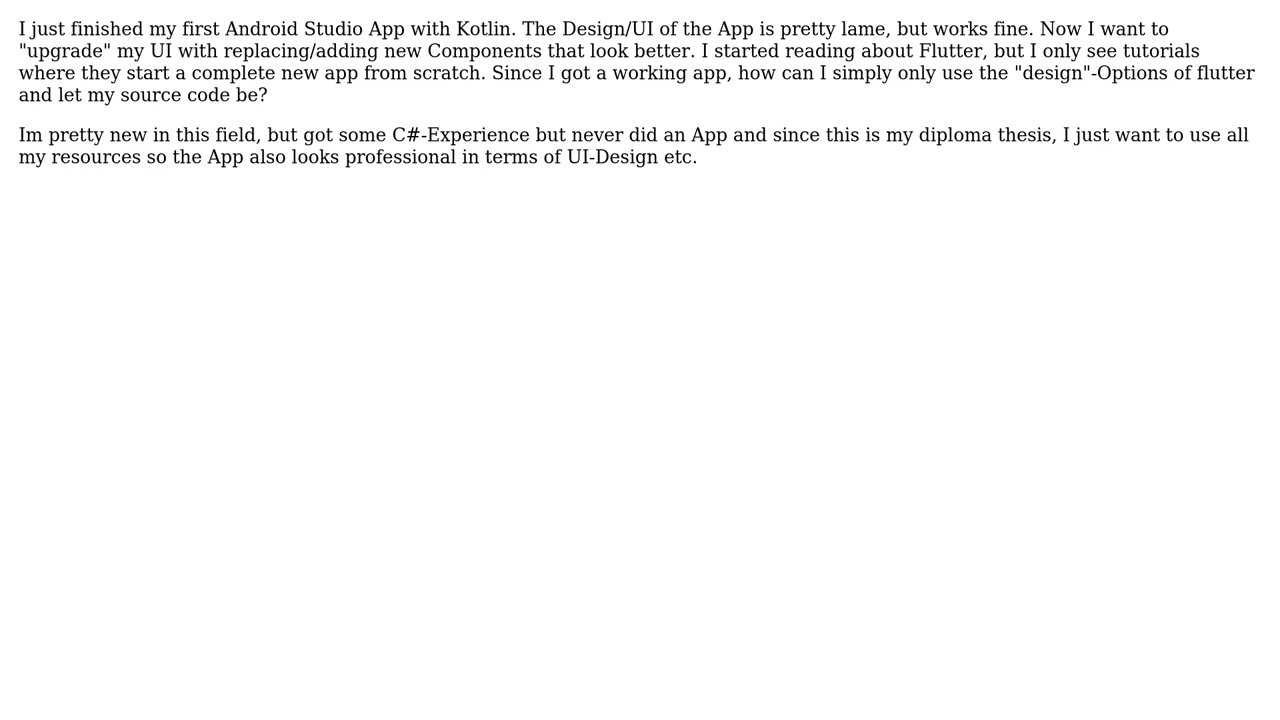 I just finished my first Android Studio App with Kotlin. The Design/UI of the App is pretty lame, but works fine. Now I want to
"upgrade" my UI with replacing/adding new Components that look better. I started reading about Flutter, but I only see tutorials
where they start a complete new app from scratch. Since I got a working app, how can I simply only use the "design"-Options of flutter
and let my source code be?
Im pretty new in this field, but got some C#-Experience but never did an App and since this is my diploma thesis, I just want to use all
my resources so the App also looks professional in terms of UI-Design etc.